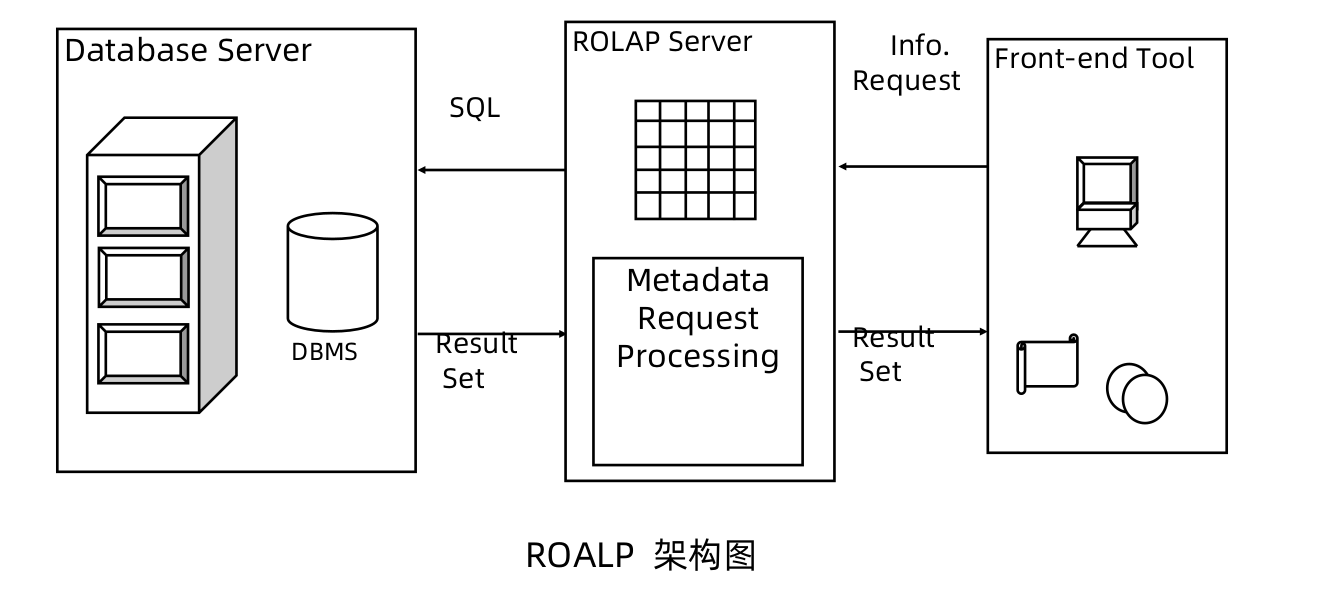 Database Server
DBMS
SQL
Result
Set
ROLAP Server
Metadata
Request
Processing
Info.
Request
Result
Set
Front-end Tool
ROALP 架构图